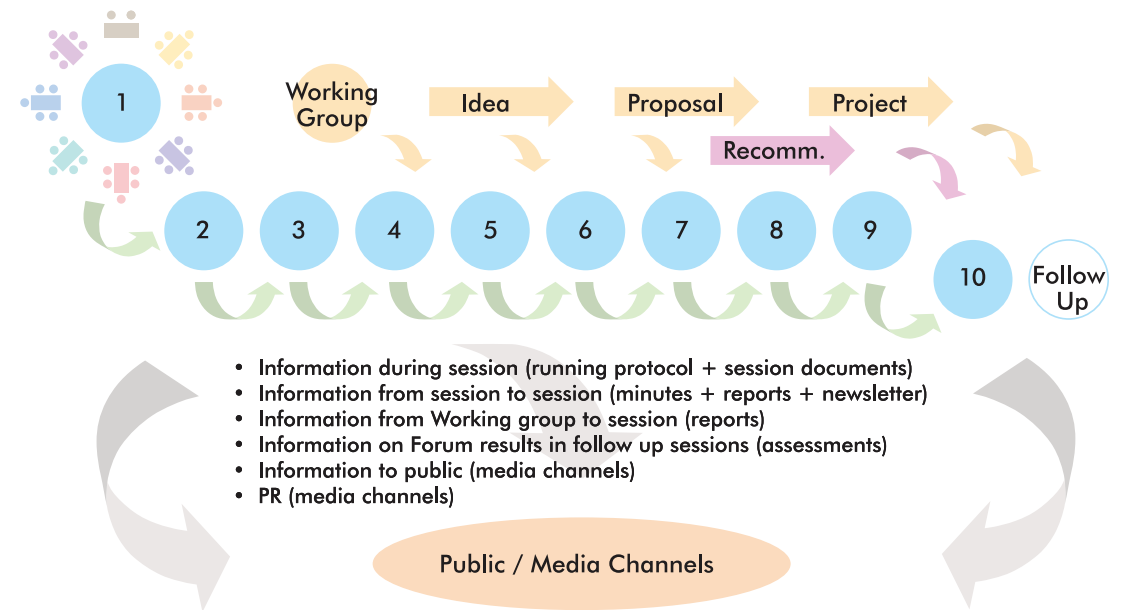 1
Working
Group
Idea
Proposal
Project
Recomm.
2
3
4
5
6
7
8
9
10
Follow
Up
• Information during session (running protocol + session documents)
• Information from session to session (minutes + reports + newsletter)
• Information from Working group to session (reports)
• Information on Forum results in follow up sessions (assessments)
• Information to public (media channels)
• PR (media channels)
Public / Media Channels